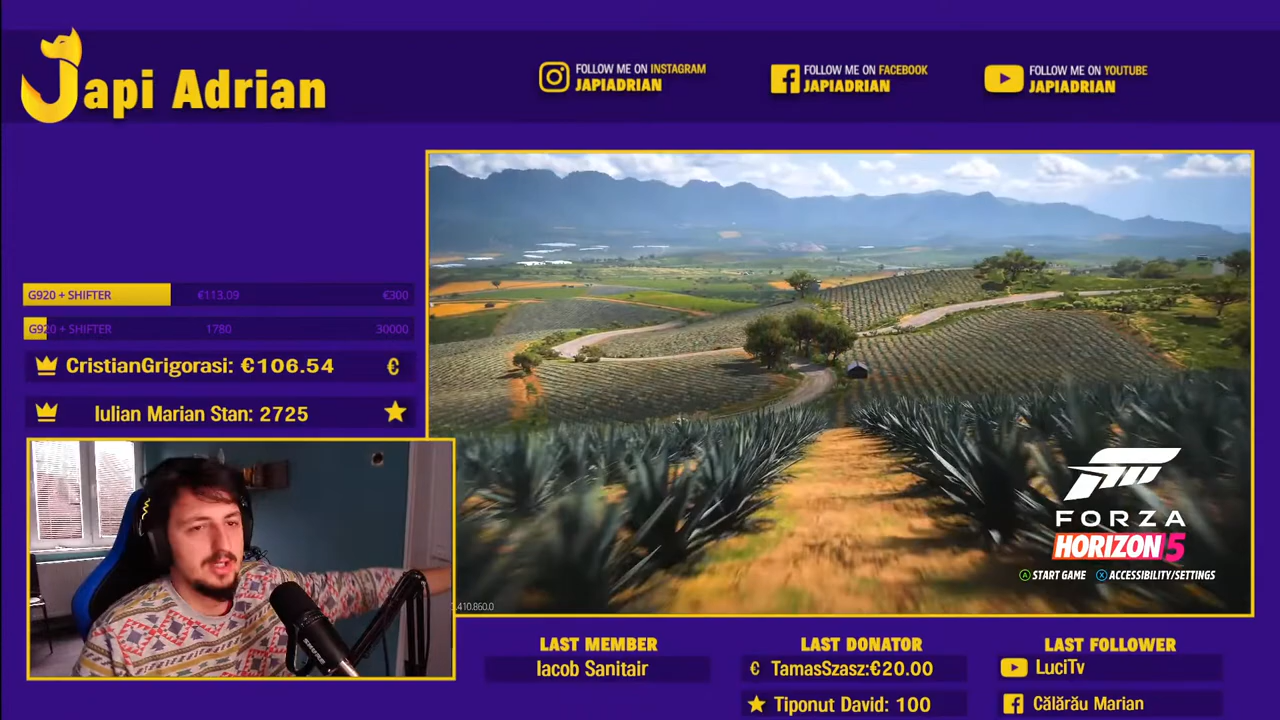 Japi Adrian
FOLLOW ME ON INSTAGRAM
JAPIADRIAN
FOLLOW ME ON FACEBOOK
JAPIADRIAN
FOLLOW ME ON YOUTUBE
JAPIADRIAN
G920 + SHIFTER €113.09 €300
G920 + SHIFTER 1780 30000
CristianGrigorasi: €106.54 €
Iulian Marian Stan: 2725
FORZA
HORIZON 5
A START GAME X ACCESSIBILITY/SETTINGS
.410.860.0
LAST MEMBER
Iacob Sanitair
LAST DONATOR
€ TamasSzasz:€20.00
Tiponut David: 100
LAST FOLLOWER
LuciTv
Călărău Marian